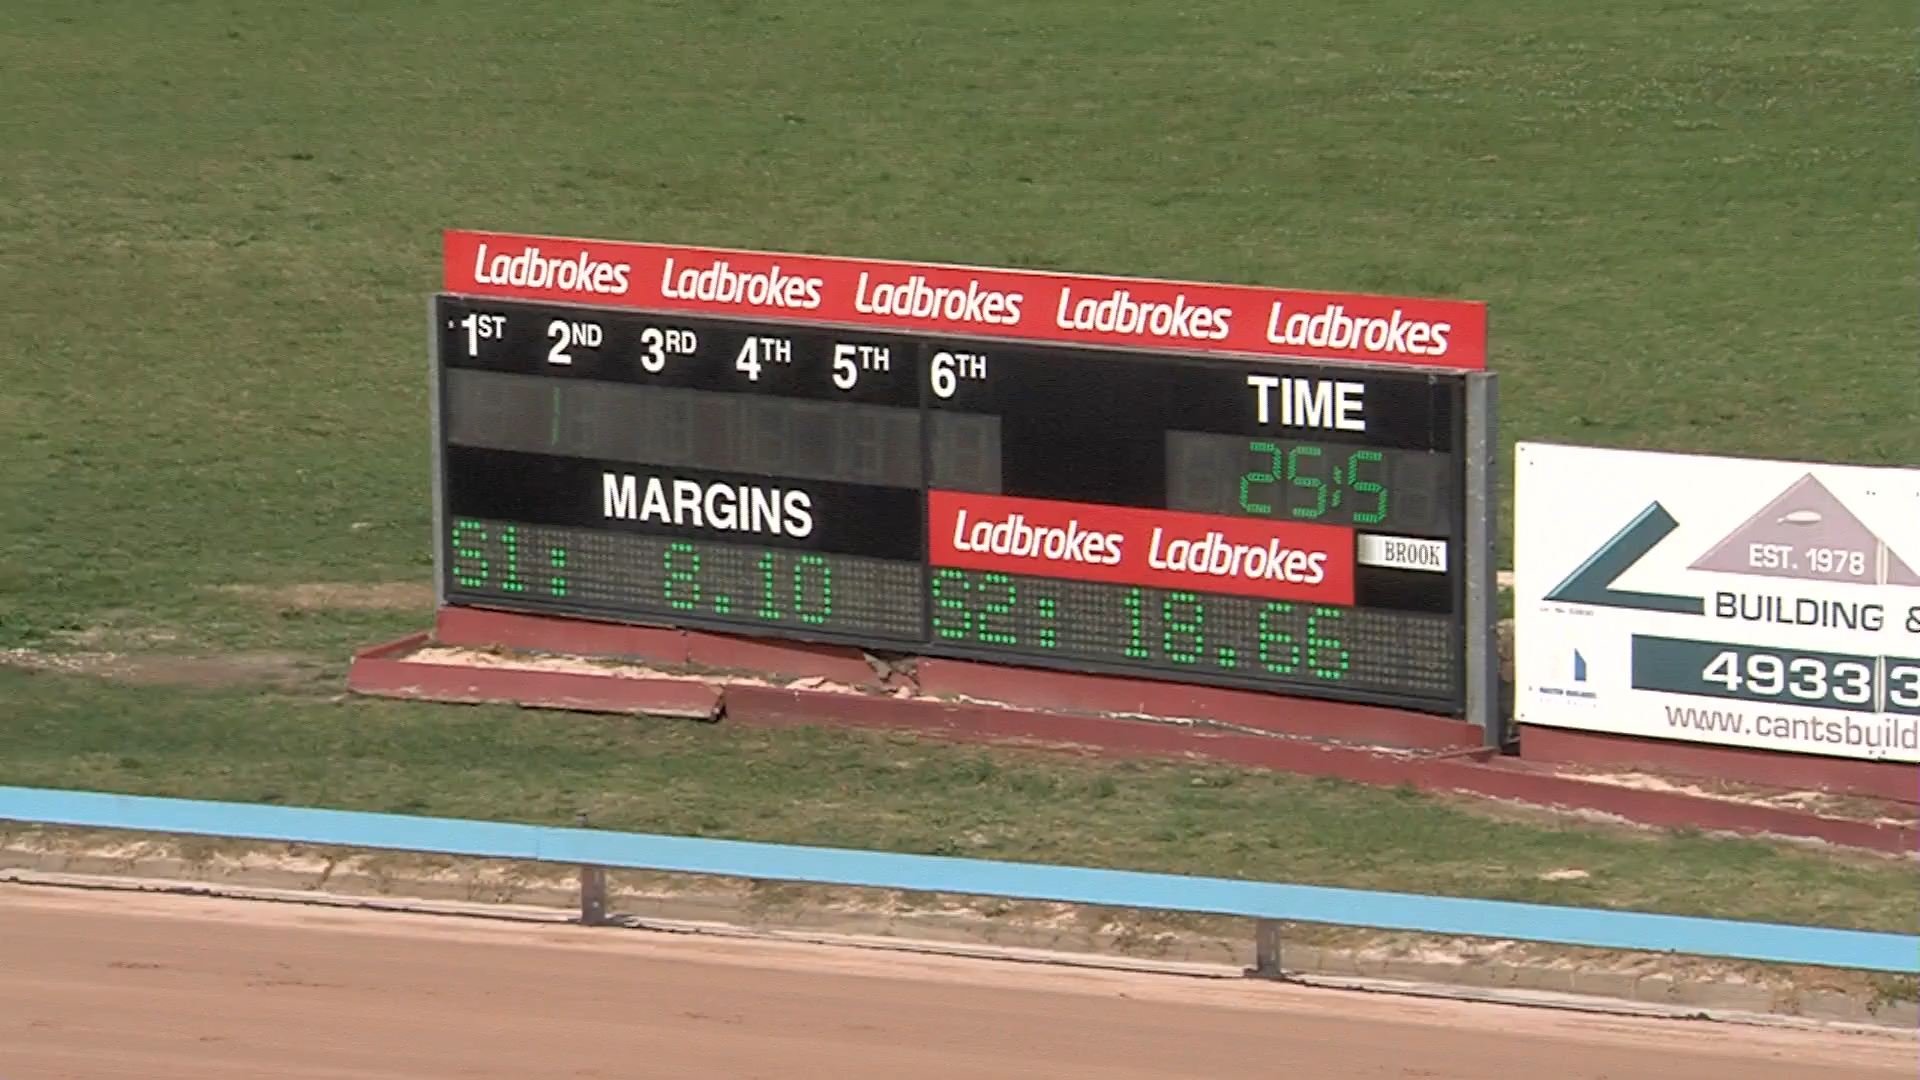 Ladbrokes Ladbrokes Ladbrokes Ladbrokes Ladbrokes
1ST 2ND 3RD 4TH 5TH 6TH TIME
25:5
MARGINS
Ladbrokes Ladbrokes
BROOK
S1: 8.10 S2: 18.66
EST. 1978
BUILDING &
4933 3
www.cantsbuild